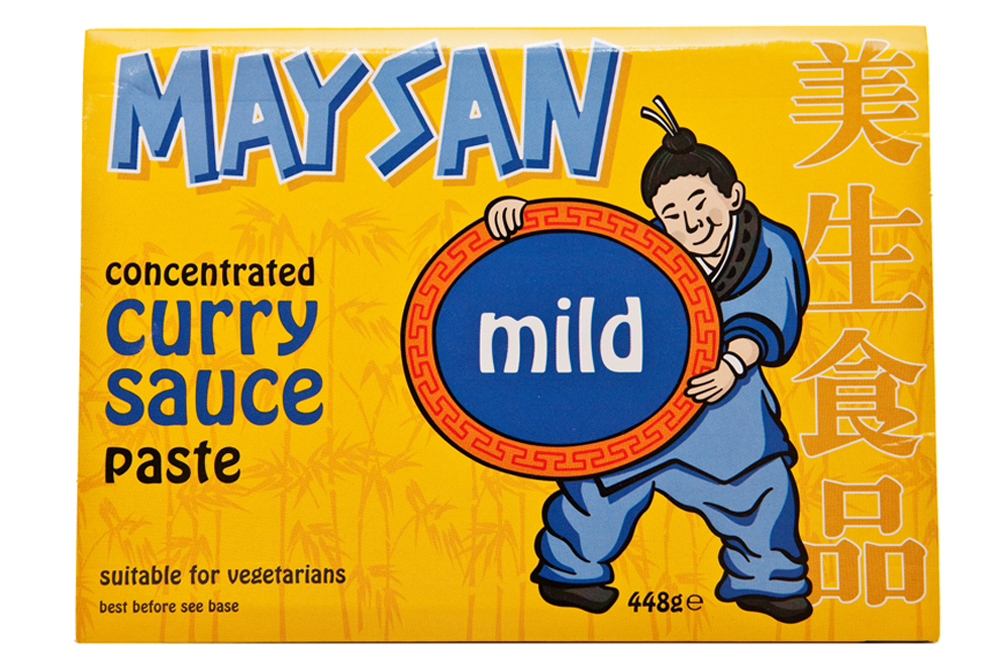 MAYSAN
concentrated
curry
sauce
paste
mild
suitable for vegetarians
best before see base
448g℮
美生食品